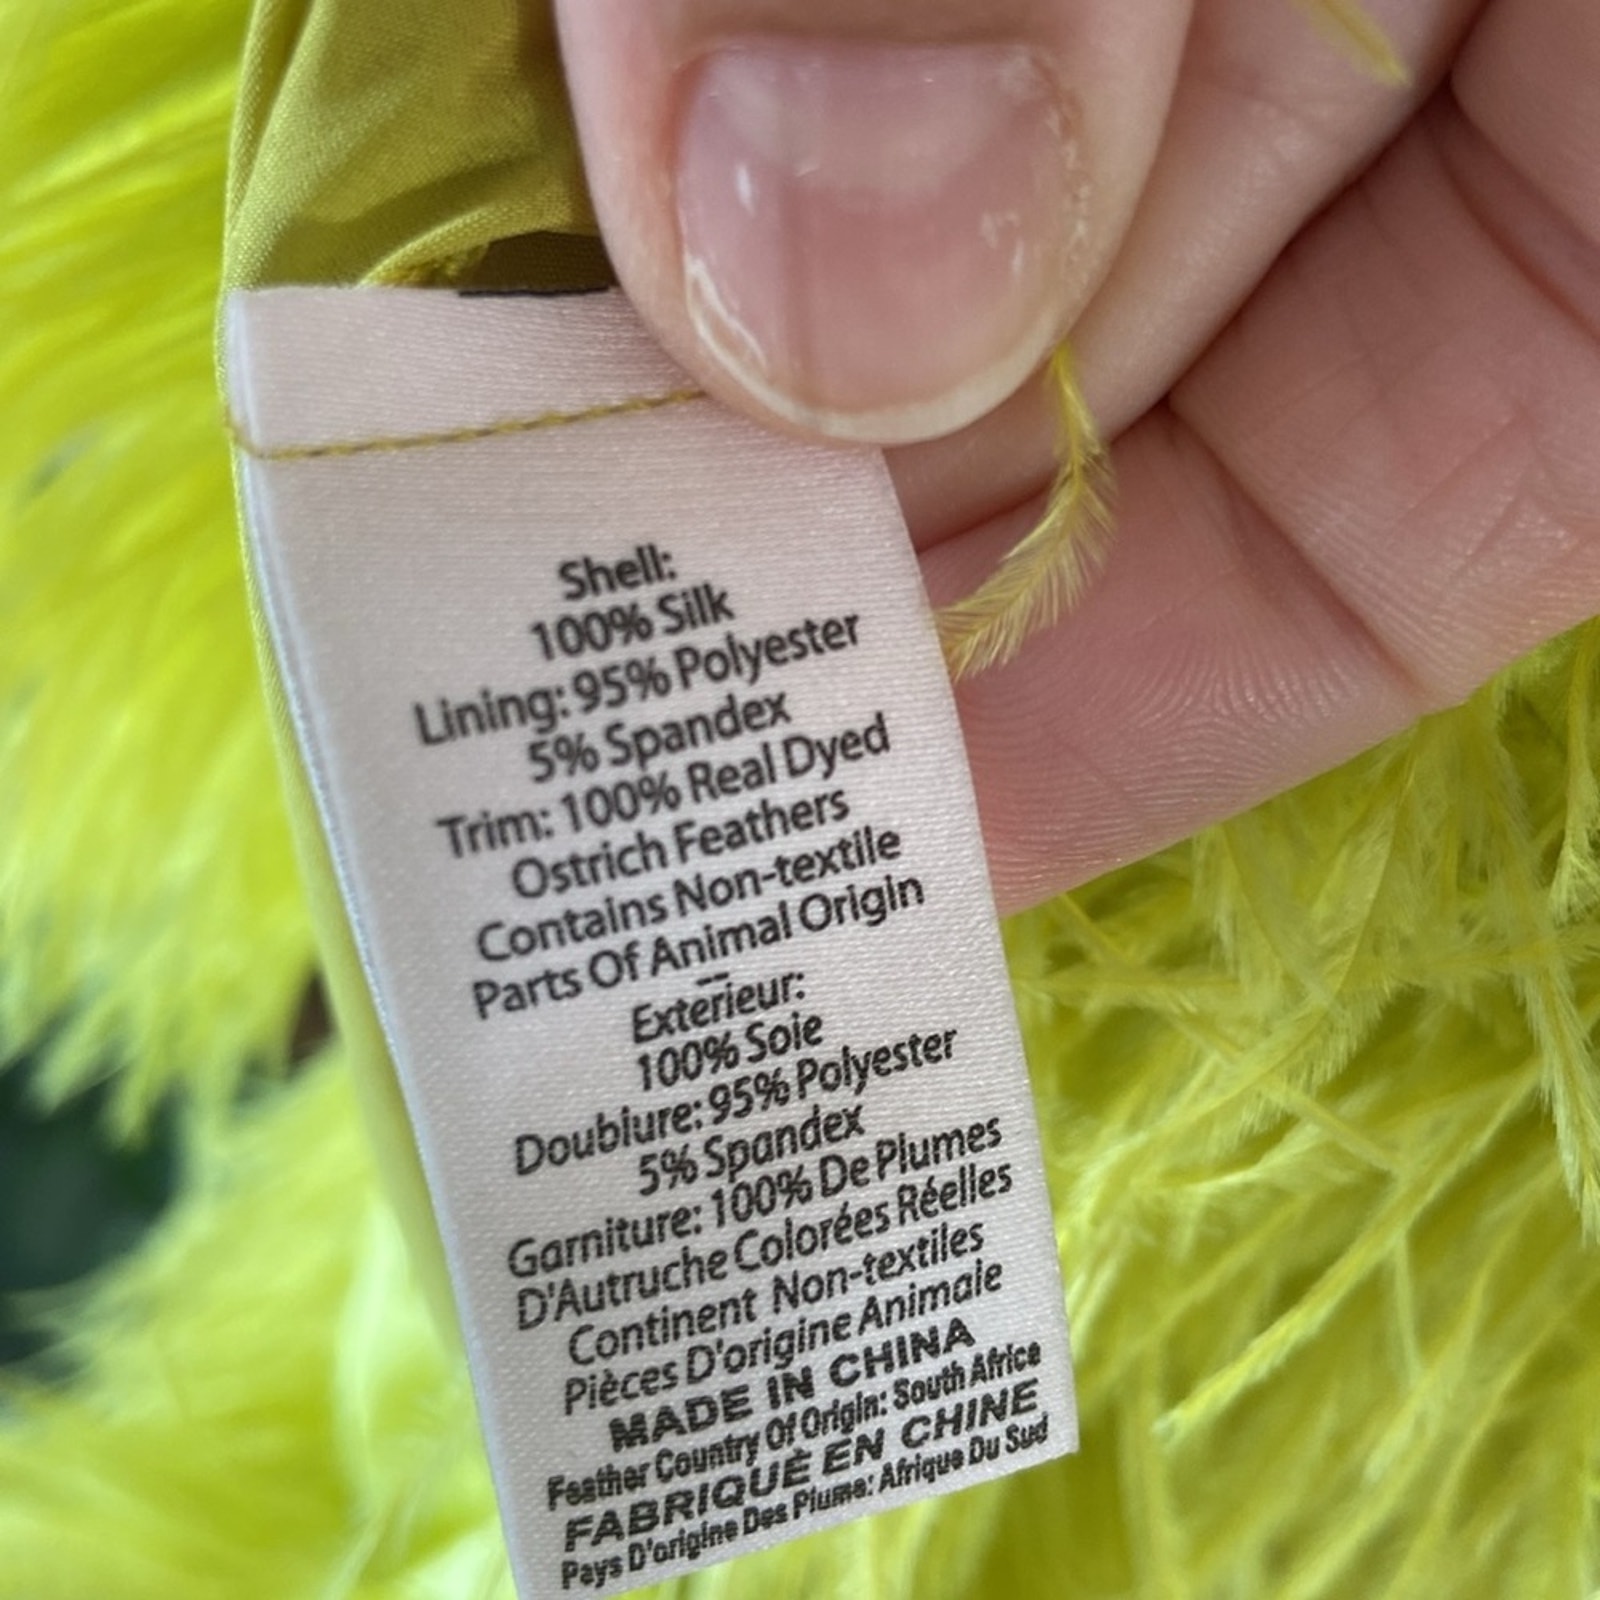 Shell:
100% Silk
Lining: 95% Polyester
5% Spandex
Trim: 100% Real Dyed
Ostrich Feathers
Contains Non-textile
Parts Of Animal Origin
--
Exterieur:
100% Soie
Doubiure: 95% Polyester
5% Spandex
Garniture: 100% De Plumes
D'Autruche Colorées Réelles
Continent Non-textiles
Pièces D'origine Animale
MADE IN CHINA
Feather Country Of Origin: South Africa
FABRIQUÉ EN CHINE
Pays D'origine Des Plume: Afrique Du Sud